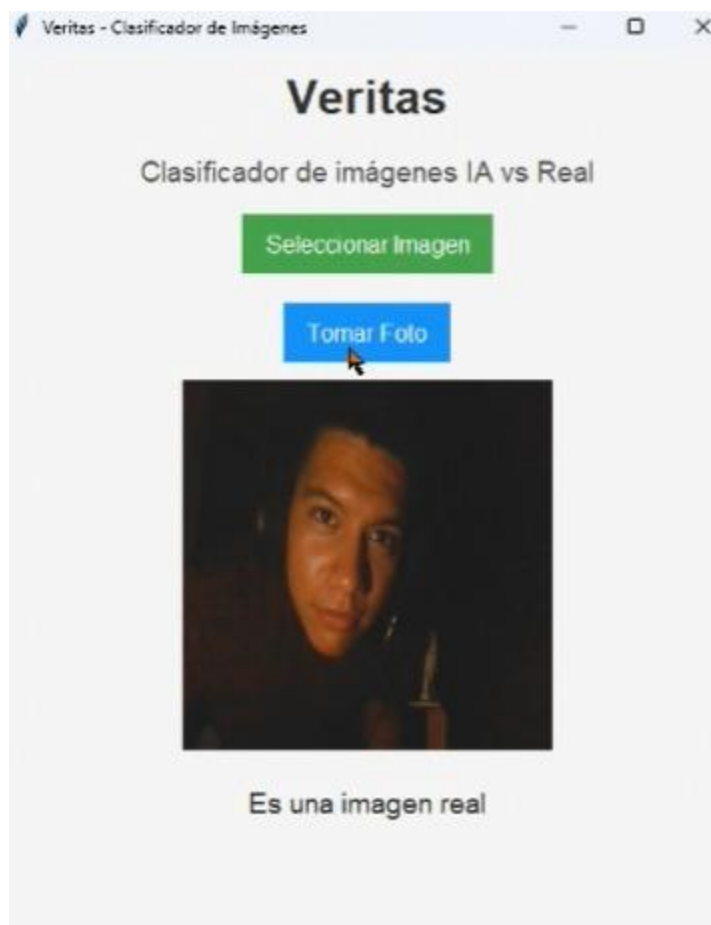 Veritas - Clasificador de Imágenes
Veritas
Clasificador de imágenes IA vs Real
Seleccionar Imagen
Tomar Foto
Es una imagen real